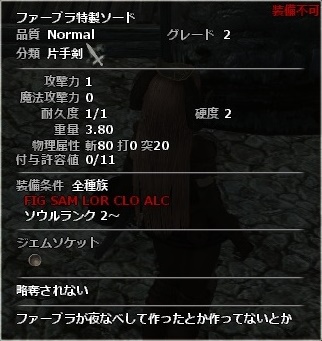 装備不可
ファーブラ特製ソード
品質 Normal グレード 2
分類 片手剣
攻撃力 1
魔法攻撃力 0
耐久度 1/1 硬度 2
重量 3.80
物理属性 斬80 打0 突20
付与許容値 0/11
装備条件 全種族
FIG SAM LOR CLO ALC
ソウルランク 2～
ジェムソケット
略奪されない
ファーブラが夜なべして作ったとか作ってないとか